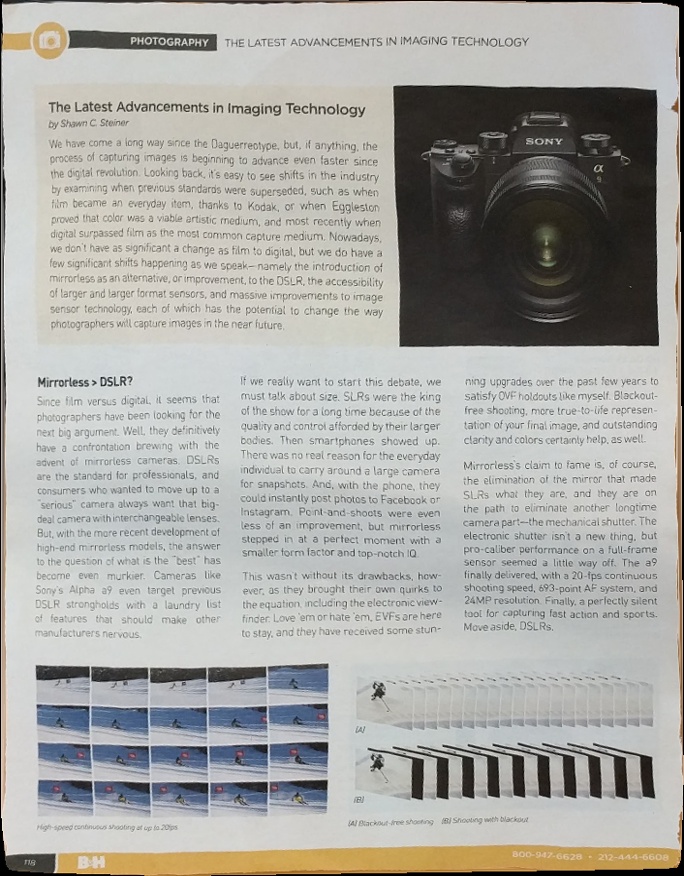 PHOTOGRAPHY THE LATEST ADVANCEMENTS IN IMAGING TECHNOLOGY
The Latest Advancements in Imaging Technology
by Shawn C. Steiner
We have come a long way since the Daguerreotype, but, if anything, the
process of capturing images is beginning to advance even faster since
the digital revolution. Looking back, it's easy to see shifts in the industry
by examining when previous standards were superseded, such as when
film became an everyday item, thanks to Kodak, or when Eggleston
proved that color was a viable artistic medium, and most recently when
digital surpassed film as the most common capture medium. Nowadays,
we don't have as significant a change as film to digital, but we do have a
few significant shifts happening as we speak—namely the introduction of
mirrorless as an alternative, or improvement, to the DSLR, the accessibility
of larger and larger format sensors, and massive improvements to image
sensor technology, each of which has the potential to change the way
photographers will capture images in the near future.
SONY
α
9
Mirrorless > DSLR?
Since film versus digital, it seems that
photographers have been looking for the
next big argument. Well, they definitively
have a confrontation brewing with the
advent of mirrorless cameras. DSLRs
are the standard for professionals, and
consumers who wanted to move up to a
"serious" camera always want that big-
deal camera with interchangeable lenses.
But, with the more recent development of
high-end mirrorless models, the answer
to the question of what is the "best" has
become even murkier. Cameras like
Sony's Alpha a9 even target previous
DSLR strongholds with a laundry list
of features that should make other
manufacturers nervous.
If we really want to start this debate, we
must talk about size. SLRs were the king
of the show for a long time because of the
quality and control afforded by their larger
bodies. Then smartphones showed up.
There was no real reason for the everyday
individual to carry around a large camera
for snapshots. And, with the phone, they
could instantly post photos to Facebook or
Instagram. Point-and-shoots were even
less of an improvement, but mirrorless
stepped in at a perfect moment with a
smaller form factor and top-notch IQ.
This wasn't without its drawbacks, how-
ever, as they brought their own quirks to
the equation, including the electronic view-
finder. Love 'em or hate 'em, EVFs are here
to stay, and they have received some stun-
ning upgrades over the past few years to
satisfy OVF holdouts like myself. Blackout-
free shooting, more true-to-life represen-
tation of your final image, and outstanding
clarity and colors certainly help, as well.
Mirrorless's claim to fame is, of course,
the elimination of the mirror that made
SLRs what they are, and they are on
the path to eliminate another longtime
camera part—the mechanical shutter. The
electronic shutter isn't a new thing, but
pro-caliber performance on a full-frame
sensor seemed a little way off. The a9
finally delivered, with a 20-fps continuous
shooting speed, 693-point AF system, and
24MP resolution. Finally, a perfectly silent
tool for capturing fast action and sports.
Move aside, DSLRs.
[A]
[B]
High-speed continuous shooting at up to 20fps
[A] Blackout-free shooting [B] Shooting with blackout
118 B&H 800-947-6628 • 212-444-6608